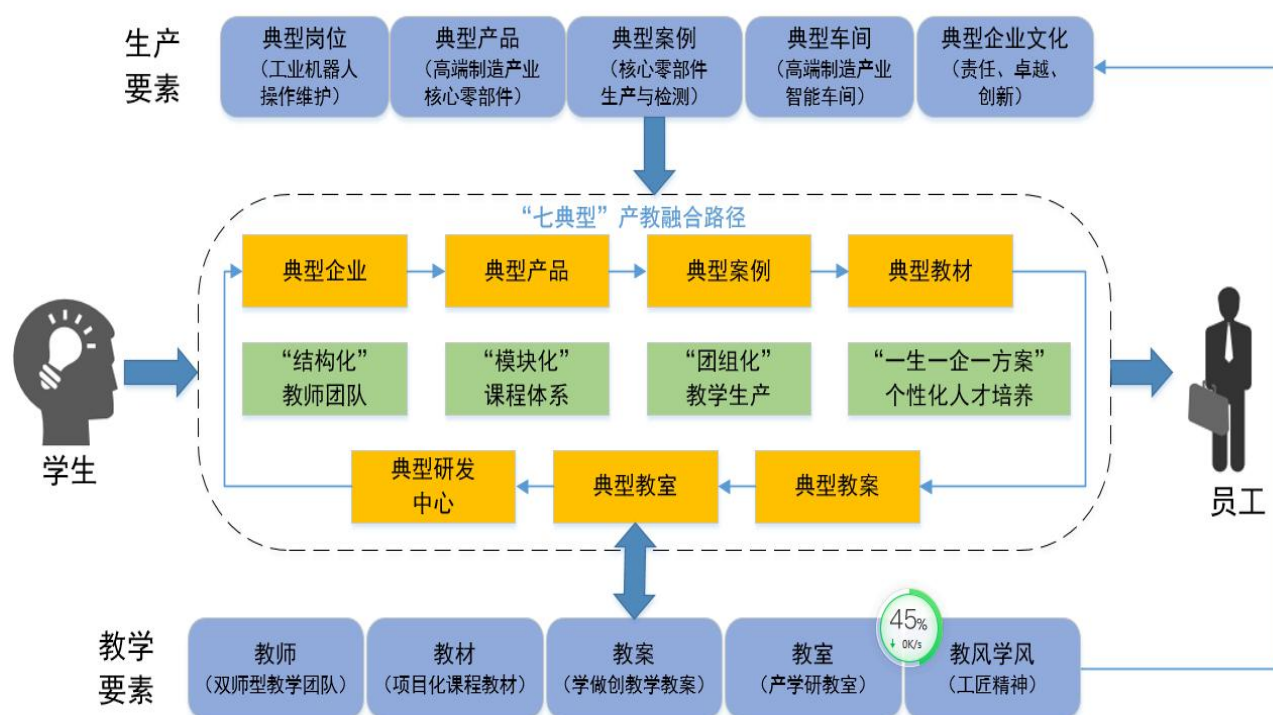 生产
要素
典型岗位
（工业机器人
操作维护）
典型产品
（高端制造产业
核心零部件）
典型案例
（核心零部件
生产与检测）
典型车间
（高端制造产业
智能车间）
典型企业文化
（责任、卓越、
创新）
“七典型”产教融合路径
典型企业
典型产品
典型案例
典型教材
“结构化”
教师团队
“模块化”
课程体系
“团组化”
教学生产
“一生一企一方案”
个性化人才培养
典型研发
中心
典型教室
典型教案
学生
员工
教学
要素
教师
（双师型教学团队）
教材
（项目化课程教材）
教案
（学做创教学教案）
教室
（产学研教室）
45%
↓ 0K/s
教风学风
（工匠精神）